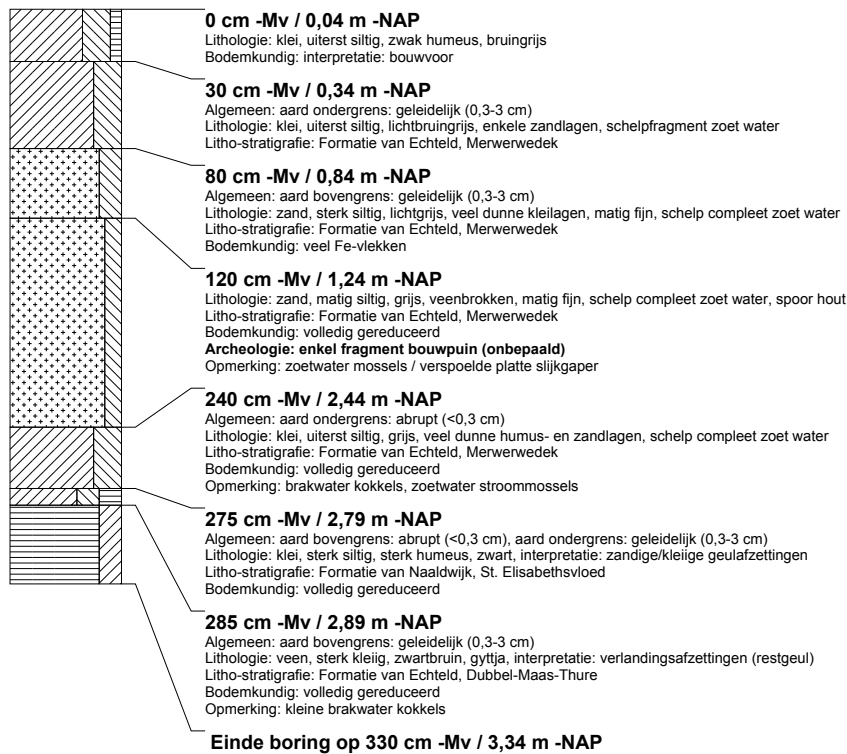 0 cm -Mv / 0,04 m -NAP
Lithologie: klei, uiterst siltig, zwak humeus, bruingrijs
Bodemkundig: interpretatie: bouwvoor
30 cm -Mv / 0,34 m -NAP
Algemeen: aard ondergrens: geleidelijk (0,3-3 cm)
Lithologie: klei, uiterst siltig, lichtbruingrijs, enkele zandlagen, schelpfragment zoet water
Litho-stratigrafie: Formatie van Echteld, Merwerwedek
80 cm -Mv / 0,84 m -NAP
Algemeen: aard bovengrens: geleidelijk (0,3-3 cm)
Lithologie: zand, sterk siltig, lichtgrijs, veel dunne kleilagen, matig fijn, schelp compleet zoet water
Litho-stratigrafie: Formatie van Echteld, Merwerwedek
Bodemkundig: veel Fe-vlekken
120 cm -Mv / 1,24 m -NAP
Lithologie: zand, matig siltig, grijs, veenbrokken, matig fijn, schelp compleet zoet water, spoor hout
Litho-stratigrafie: Formatie van Echteld, Merwerwedek
Bodemkundig: volledig gereduceerd
Archeologie: enkel fragment bouwpuin (onbepaald)
Opmerking: zoetwater mossels / verspoelde platte slijkgaper
240 cm -Mv / 2,44 m -NAP
Algemeen: aard ondergrens: abrupt (<0,3 cm)
Lithologie: klei, uiterst siltig, grijs, veel dunne humus- en zandlagen, schelp compleet zoet water
Litho-stratigrafie: Formatie van Echteld, Merwerwedek
Bodemkundig: volledig gereduceerd
Opmerking: brakwater kokkels, zoetwater stroommossels
275 cm -Mv / 2,79 m -NAP
Algemeen: aard bovengrens: abrupt (<0,3 cm), aard ondergrens: geleidelijk (0,3-3 cm)
Lithologie: klei, sterk siltig, sterk humeus, zwart, interpretatie: zandige/kleiige geulafzettingen
Litho-stratigrafie: Formatie van Naaldwijk, St. Elisabethsvloed
Bodemkundig: volledig gereduceerd
285 cm -Mv / 2,89 m -NAP
Algemeen: aard bovengrens: geleidelijk (0,3-3 cm)
Lithologie: veen, sterk kleiig, zwartbruin, gyttja, interpretatie: verlandingsafzettingen (restgeul)
Litho-stratigrafie: Formatie van Echteld, Dubbel-Maas-Thure
Bodemkundig: volledig gereduceerd
Opmerking: kleine brakwater kokkels
Einde boring op 330 cm -Mv / 3,34 m -NAP